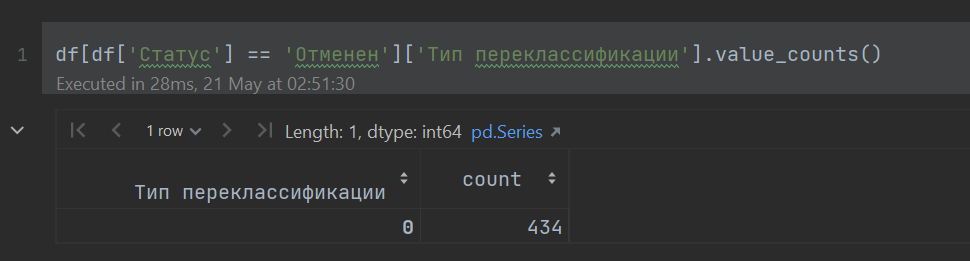 1 df[df['Статус'] == 'Отменен']['Тип переклассификации'].value_counts()
Executed in 28ms, 21 May at 02:51:30
1 row Length: 1, dtype: int64 pd.Series
Тип переклассификации count
0 434